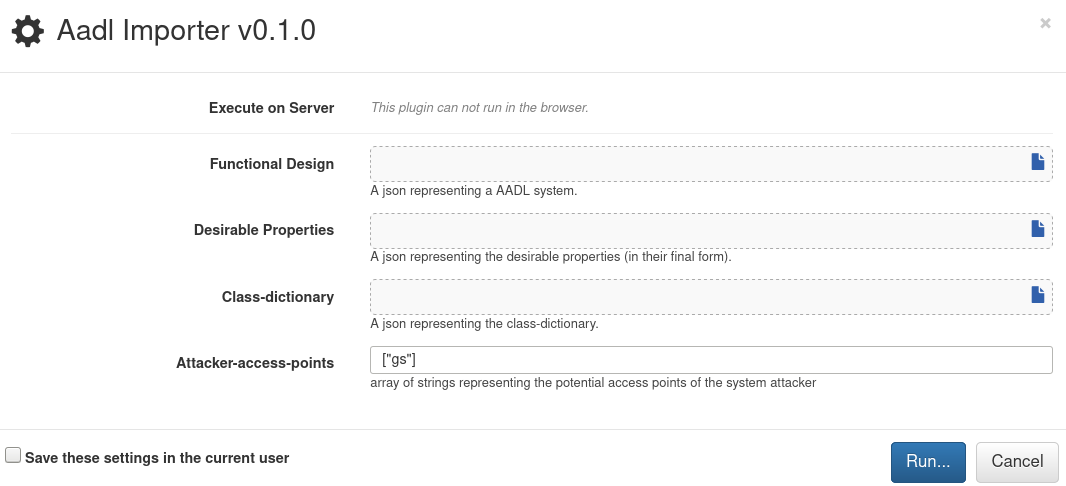 Aadl Importer v0.1.0
×
Execute on Server
This plugin can not run in the browser.
Functional Design
A json representing a AADL system.
Desirable Properties
A json representing the desirable properties (in their final form).
Class-dictionary
A json representing the class-dictionary.
Attacker-access-points
["gs"]
array of strings representing the potential access points of the system attacker
Save these settings in the current user
Run...
Cancel